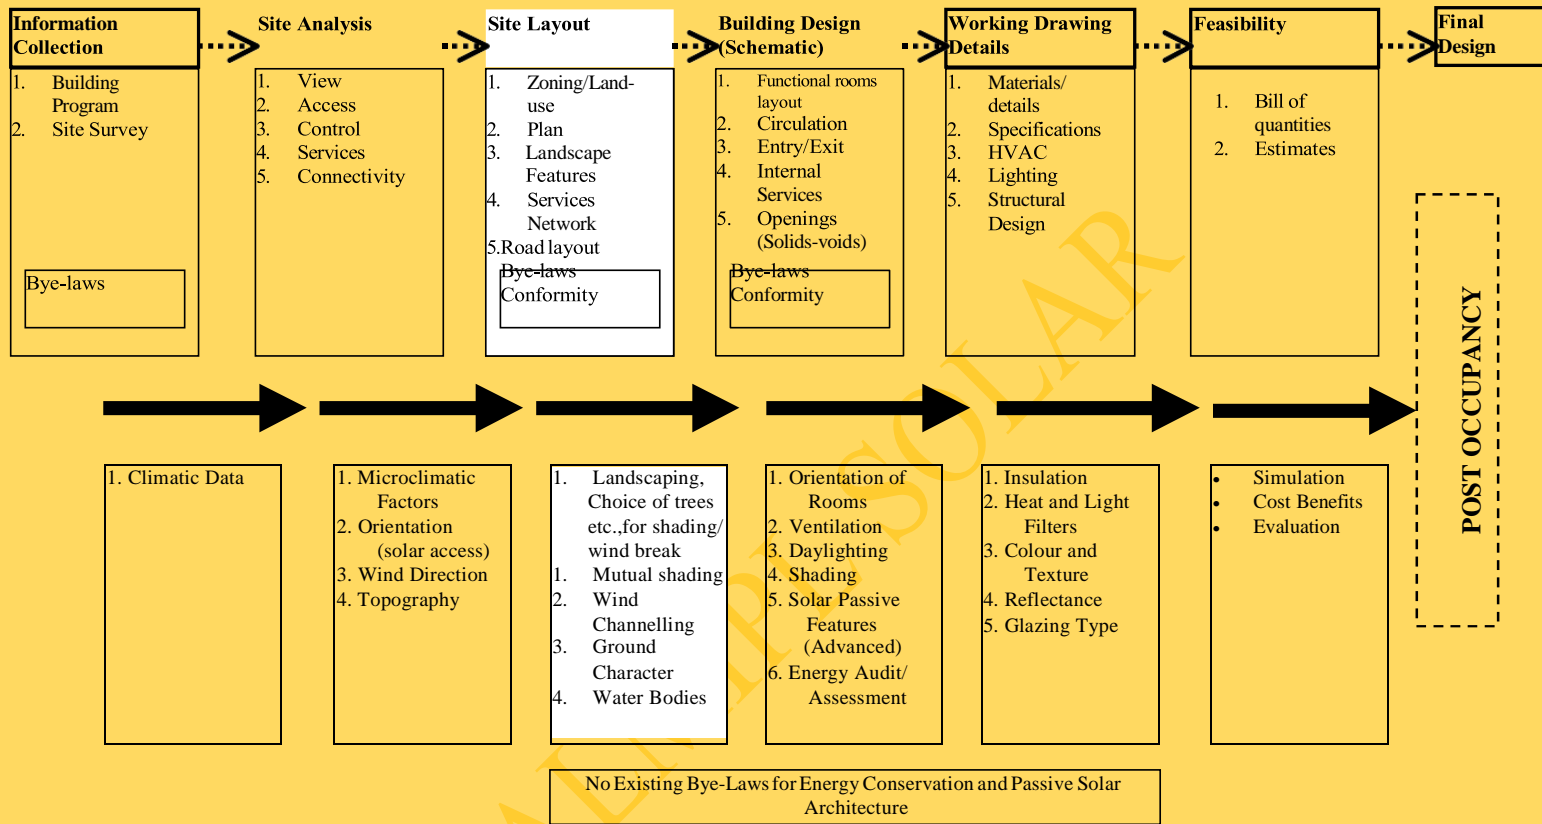 Information
Collection
Site Analysis
Site Layout
Building Design
(Schematic)
Working Drawing
Details
Feasibility
Final
Design
1. Building
Program
2. Site Survey
Bye-laws
1. View
2. Access
3. Control
4. Services
5. Connectivity
1. Zoning/Land-
use
2. Plan
3. Landscape
Features
4. Services
Network
5.Road layout
Bye-laws
Conformity
1. Functional rooms
layout
2. Circulation
3. Entry/Exit
4. Internal
Services
5. Openings
(Solids-voids)
Bye-laws
Conformity
1. Materials/
details
2. Specifications
3. HVAC
4. Lighting
5. Structural
Design
1. Bill of
quantities
2. Estimates
POST OCCUPANCY
1. Climatic Data
1. Microclimatic
Factors
2. Orientation
(solar access)
3. Wind Direction
4. Topography
1. Landscaping,
Choice of trees
etc.,for shading/
wind break
1. Mutual shading
2. Wind
Channelling
3. Ground
Character
4. Water Bodies
1. Orientation of
Rooms
2. Ventilation
3. Daylighting
4. Shading
5. Solar Passive
Features
(Advanced)
6. Energy Audit/
Assessment
1. Insulation
2. Heat and Light
Filters
3. Colour and
Texture
4. Reflectance
5. Glazing Type
• Simulation
• Cost Benefits
• Evaluation
No Existing Bye-Laws for Energy Conservation and Passive Solar
Architecture
SOLAR